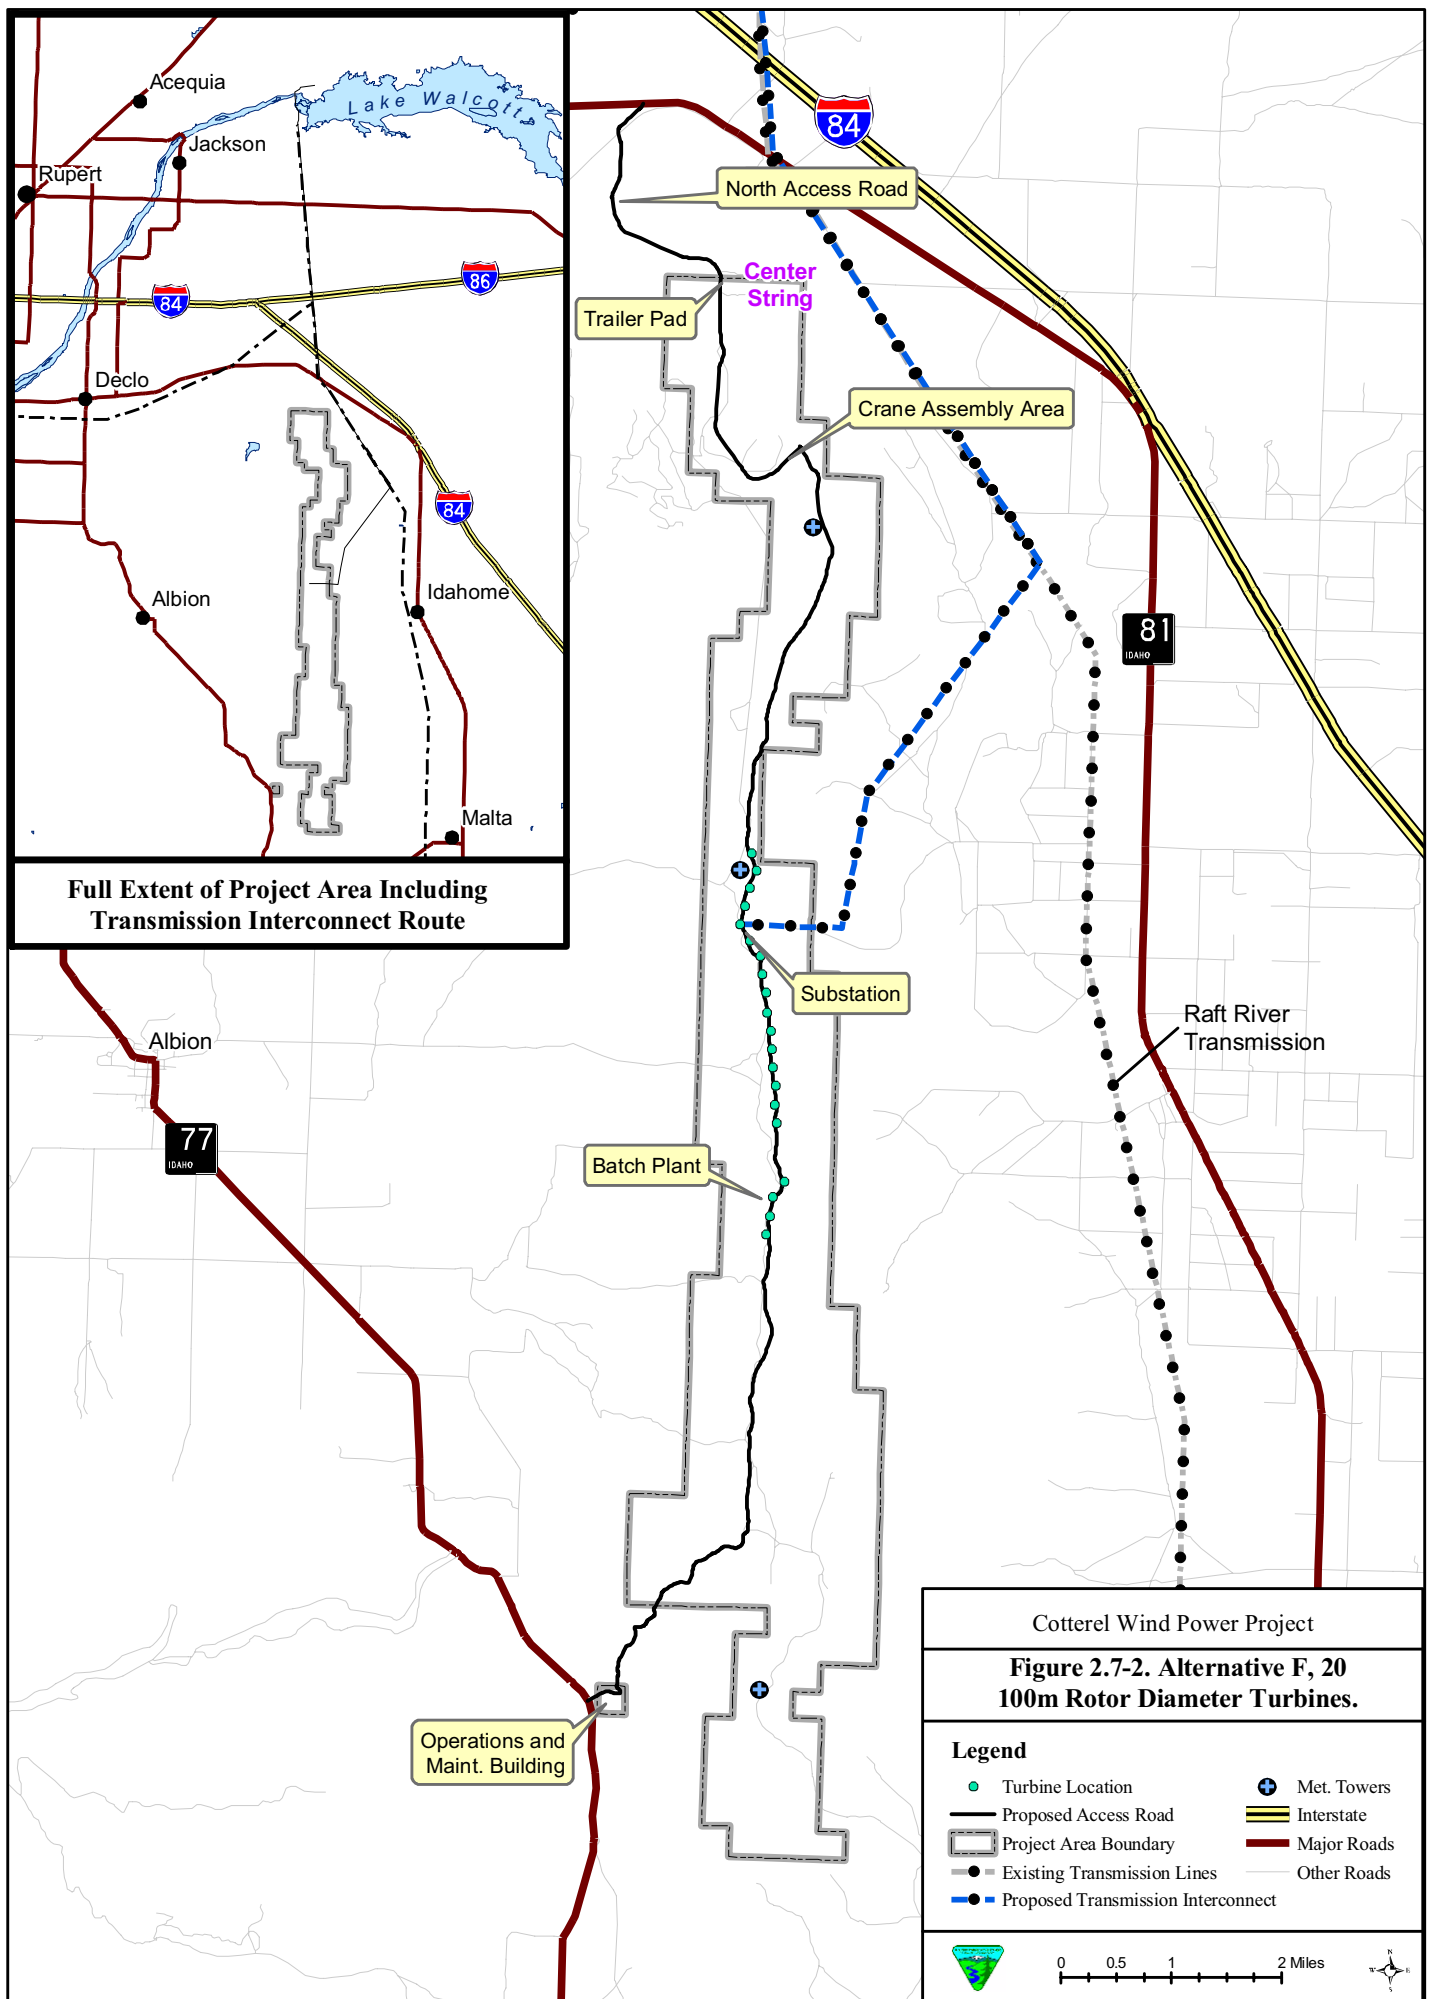 Acequia
Lake Walcott
Jackson
Rupert
86
84
Declo
84
Albion
Idahome
Malta
Full Extent of Project Area Including
Transmission Interconnect Route
84
North Access Road
Center
String
Trailer Pad
Crane Assembly Area
81
IDAHO
Substation
Raft River
Transmission
Albion
77
IDAHO
Batch Plant
Operations and
Maint. Building
Cotterel Wind Power Project
Figure 2.7-2. Alternative F, 20
100m Rotor Diameter Turbines.
Legend
Turbine Location
Proposed Access Road
Project Area Boundary
Existing Transmission Lines
Proposed Transmission Interconnect
Met. Towers
Interstate
Major Roads
Other Roads
0 0.5 1 2 Miles
N
W E
S